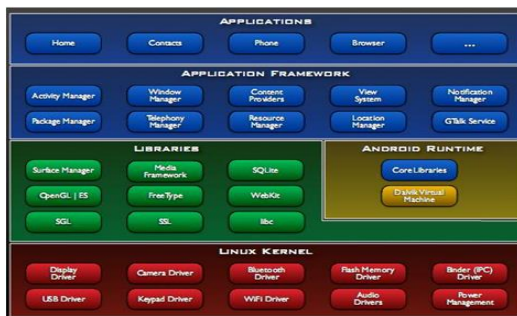 APPLICATIONS
Home Contacts Phone Browser ...
APPLICATION FRAMEWORK
Activity Manager Window Manager Content Providers View System Notification Manager
Package Manager Telephony Manager Resource Manager Location Manager GTalk Service
LIBRARIES
Surface Manager Media Framework SQLite
OpenGL | ES FreeType WebKit
SGL SSL libc
ANDROID RUNTIME
Core Libraries
Dalvik Virtual Machine
LINUX KERNEL
Display Driver Camera Driver Bluetooth Driver Flash Memory Driver Binder (IPC) Driver
USB Driver Keypad Driver WiFi Driver Audio Drivers Power Management